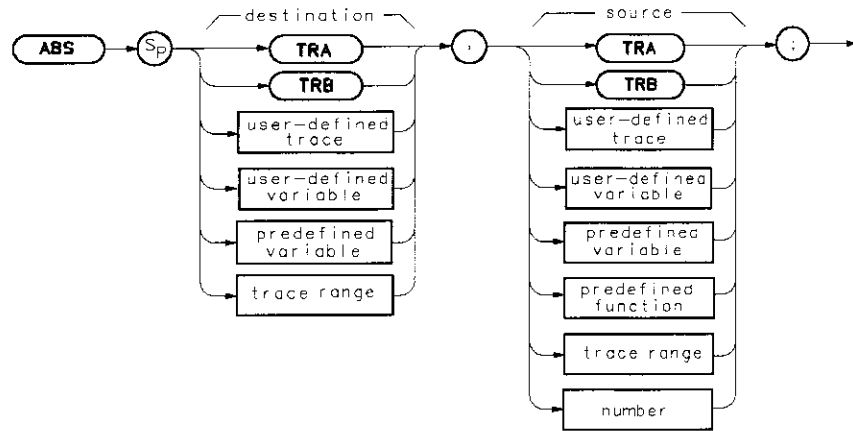 destination
source
ABS
SP
TRA
,
TRA
;
TRB
TRB
user-defined
trace
user-defined
trace
user-defined
variable
user-defined
variable
predefined
variable
predefined
variable
trace range
predefined
function
trace range
number